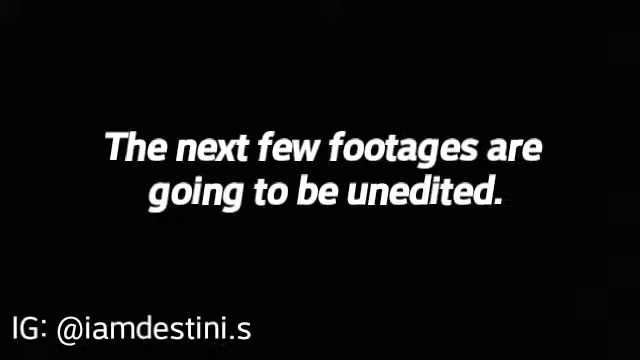 The next few footages are
going to be unedited.
IG: @iamdestini.s